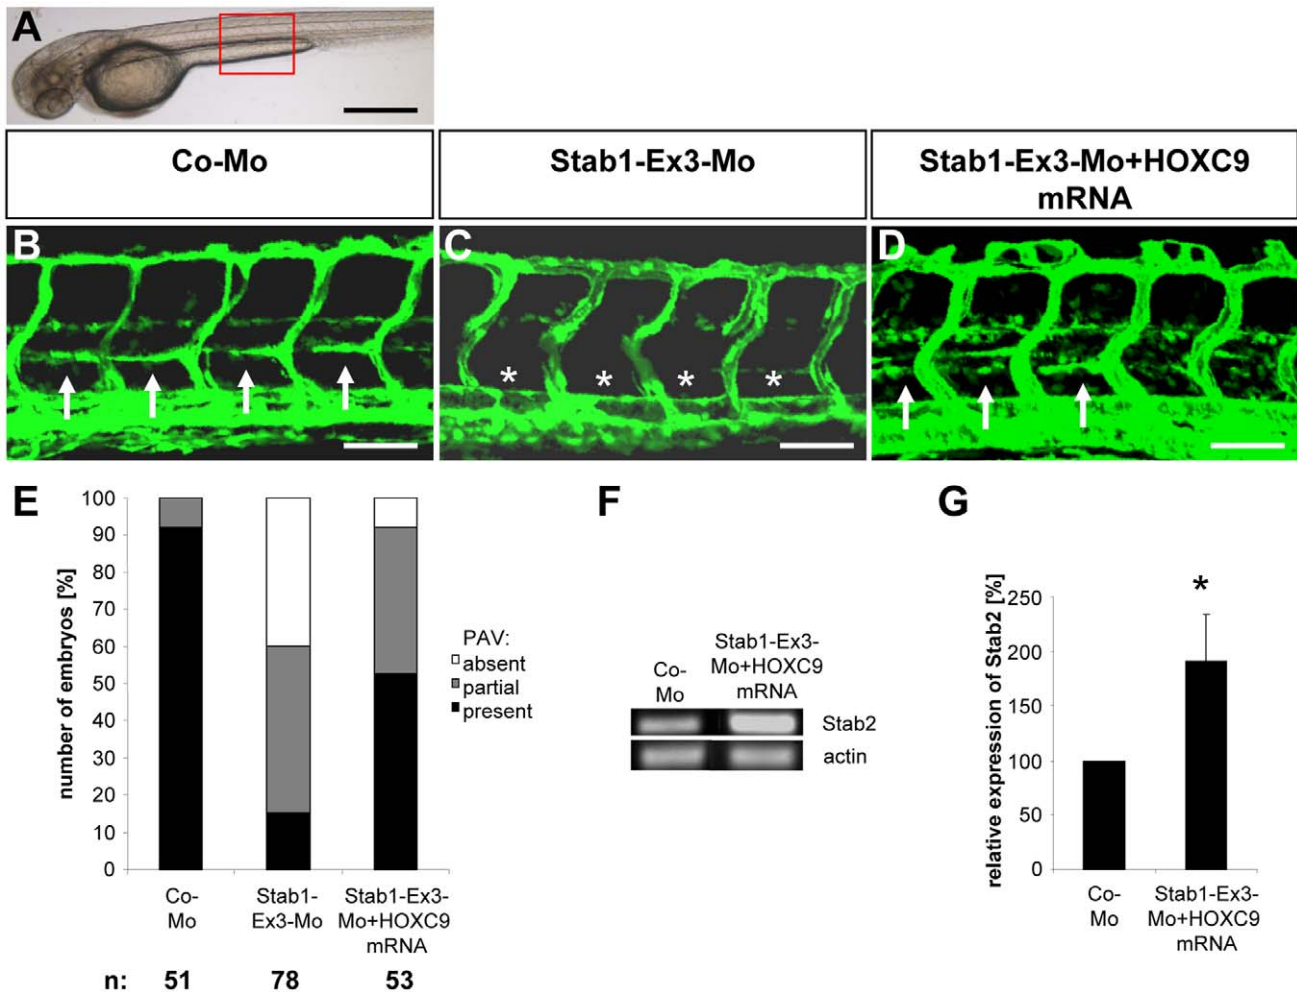 A
Co-Mo
Stab1-Ex3-Mo
Stab1-Ex3-Mo+HOXC9
mRNA
B
C
D
*
*
*
*
E
number of embryos [%]
100
90
80
70
60
50
40
30
20
10
0
Co-
Mo
Stab1-
Ex3-Mo
Stab1-Ex3-
Mo+HOXC9
mRNA
n:
51
78
53
PAV:
absent
partial
present
F
Co-
Mo
Stab1-Ex3-
Mo+HOXC9
mRNA
Stab2
actin
G
relative expression of Stab2 [%]
250
200
150
100
50
0
*
Co-
Mo
Stab1-Ex3-
Mo+HOXC9
mRNA